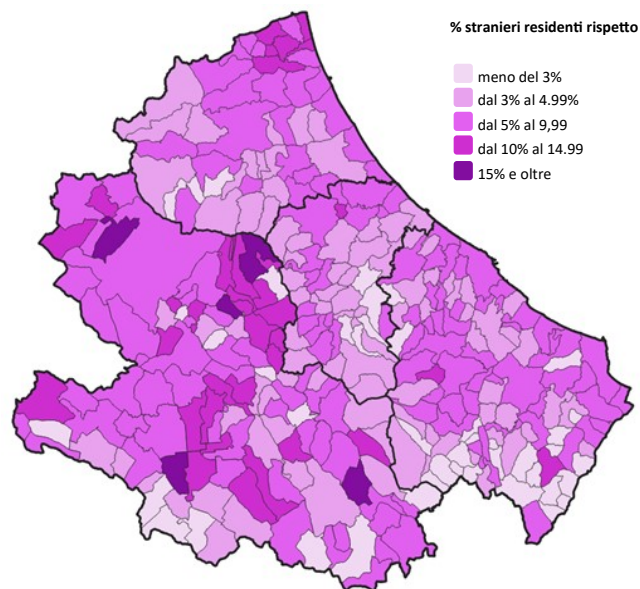 % stranieri residenti rispetto
meno del 3%
dal 3% al 4.99%
dal 5% al 9,99
dal 10% al 14.99
15% e oltre